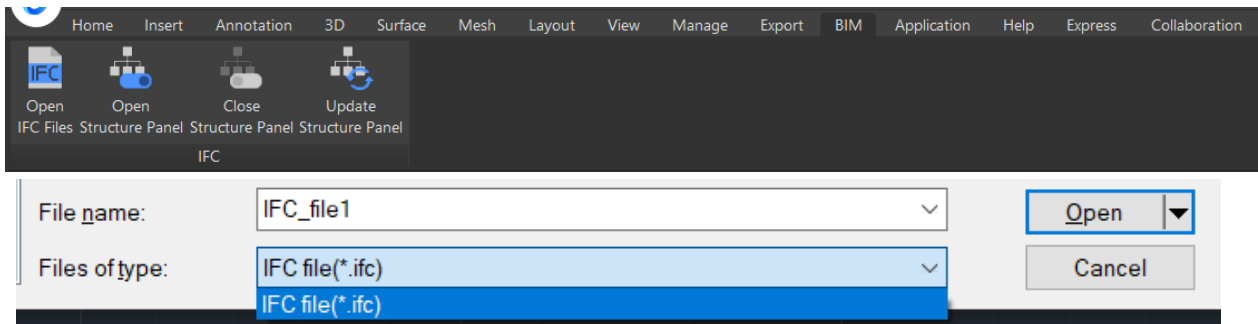 Home Insert Annotation 3D Surface Mesh Layout View Manage Export BIM Application Help Express Collaboration
IFC
Open Open Close Update
IFC Files Structure Panel Structure Panel Structure Panel
IFC
File name: IFC_file1 Open
Files of type: IFC file(*.ifc) Cancel
IFC file(*.ifc)